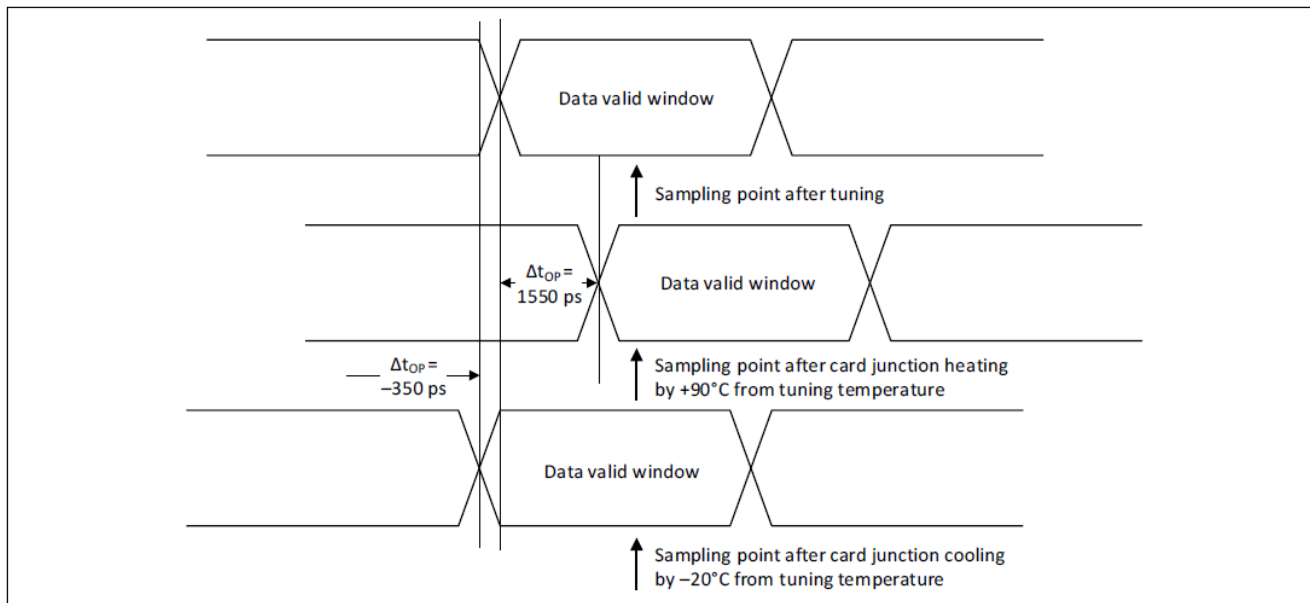 Data valid window
Sampling point after tuning
ΔtOP =
1550 ps
Data valid window
ΔtOP =
–350 ps
Sampling point after card junction heating
by +90°C from tuning temperature
Data valid window
Sampling point after card junction cooling
by –20°C from tuning temperature